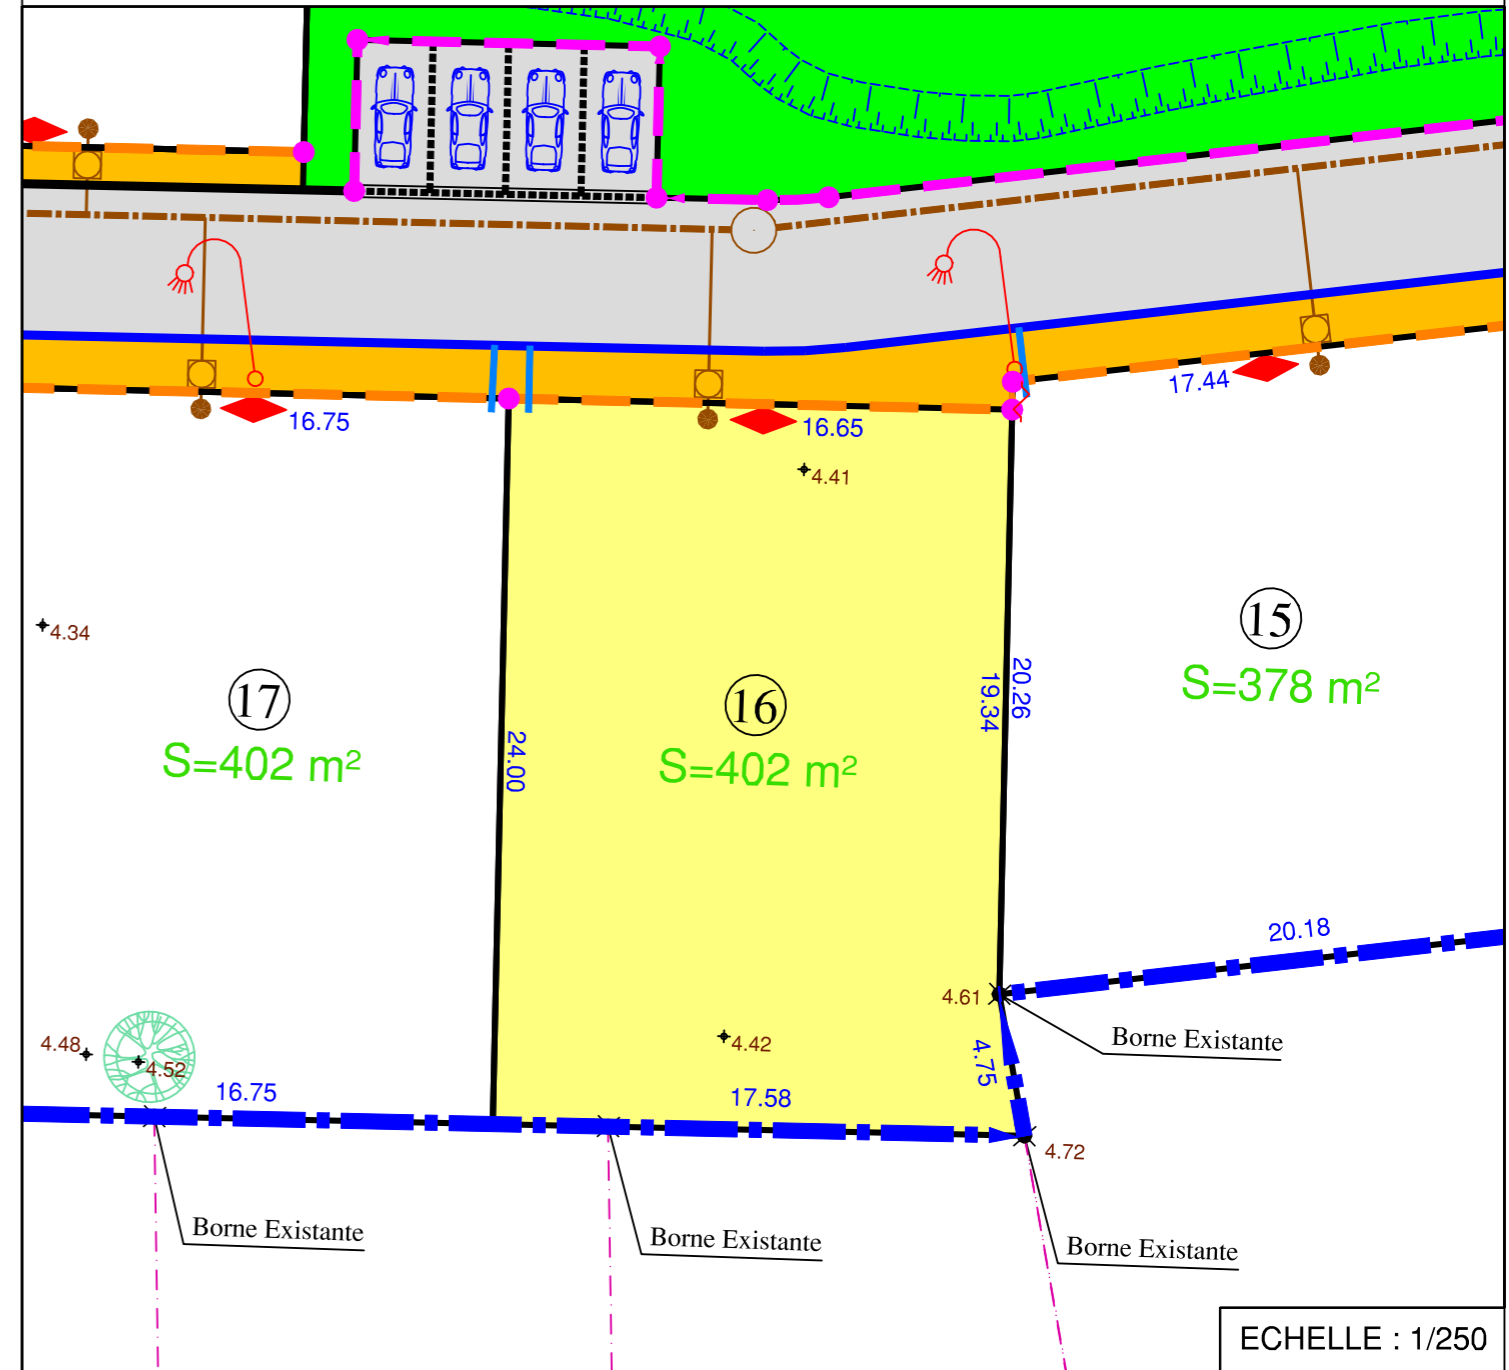 17.44
16.75
16.65
4.41
4.34
15
S=378 m²
17
S=402 m²
16
S=402 m²
20.26
19.34
24.00
20.18
4.61
Borne Existante
4.48
4.52
4.42
4.75
16.75
17.58
4.72
Borne Existante
Borne Existante
Borne Existante
ECHELLE : 1/250